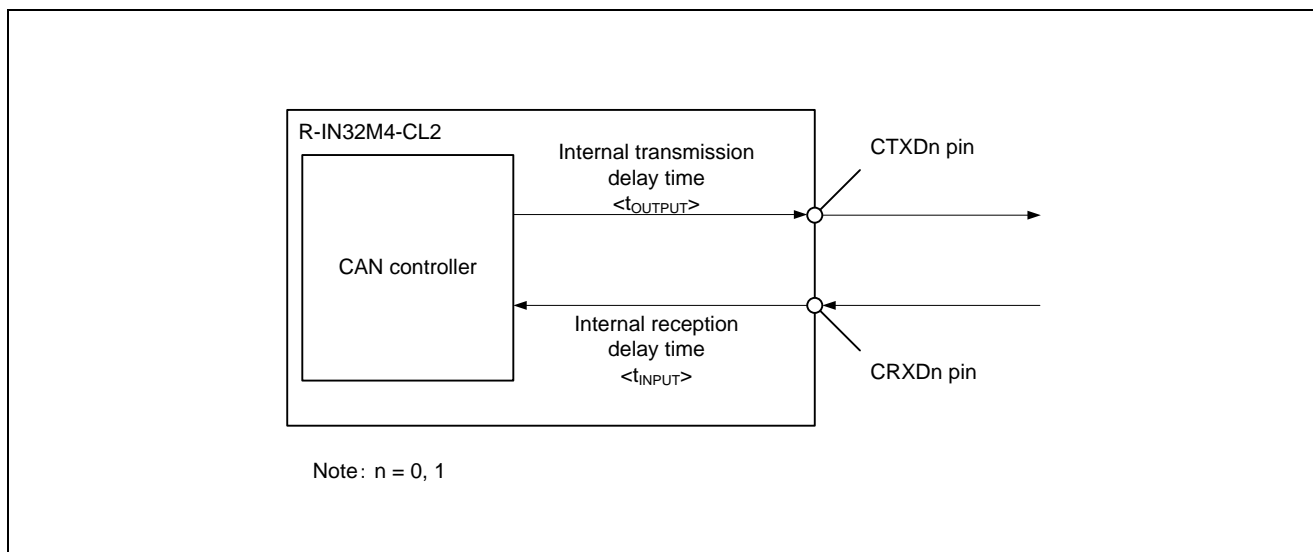 R-IN32M4-CL2
Internal transmission
delay time
<tOUTPUT>
CTXDn pin
CAN controller
Internal reception
delay time
<tINPUT>
CRXDn pin
Note: n = 0, 1